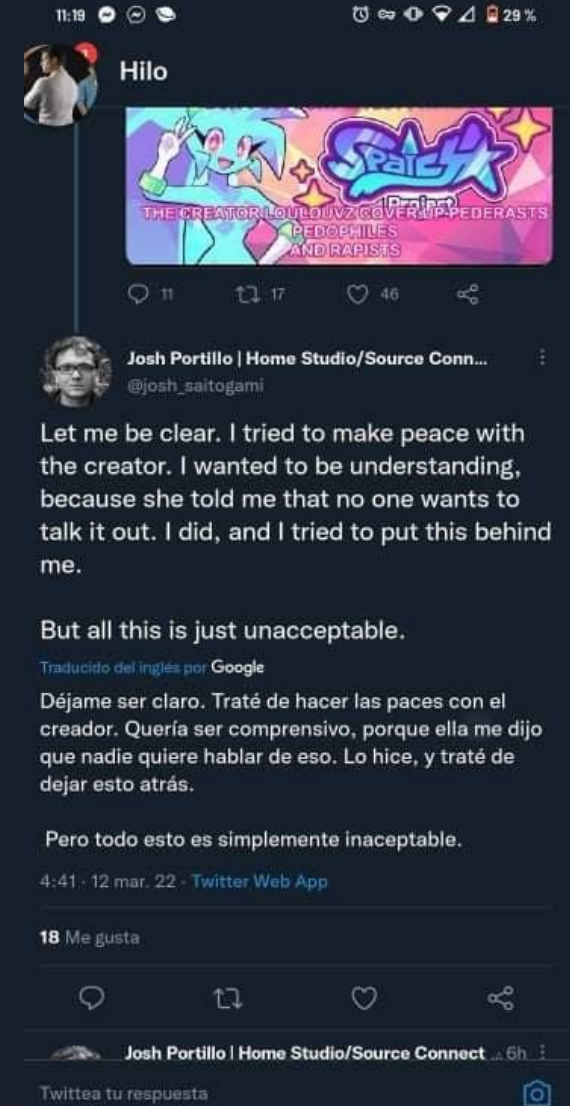 11:19
29 %
Hilo
Spatch
Project
THE CREATOR LOULOUVZ COVER-UP PEDERASTS
PEDOPHILES
AND RAPISTS
11 17 46
Josh Portillo | Home Studio/Source Conn...
@josh_saitogami
Let me be clear. I tried to make peace with
the creator. I wanted to be understanding,
because she told me that no one wants to
talk it out. I did, and I tried to put this behind
me.
But all this is just unacceptable.
Traducido del inglés por Google
Déjame ser claro. Traté de hacer las paces con el
creador. Quería ser comprensivo, porque ella me dijo
que nadie quiere hablar de eso. Lo hice, y traté de
dejar esto atrás.
Pero todo esto es simplemente inaceptable.
4:41 · 12 mar. 22 · Twitter Web App
18 Me gusta
Josh Portillo | Home Studio/Source Connect ... 6h
Twittea tu respuesta